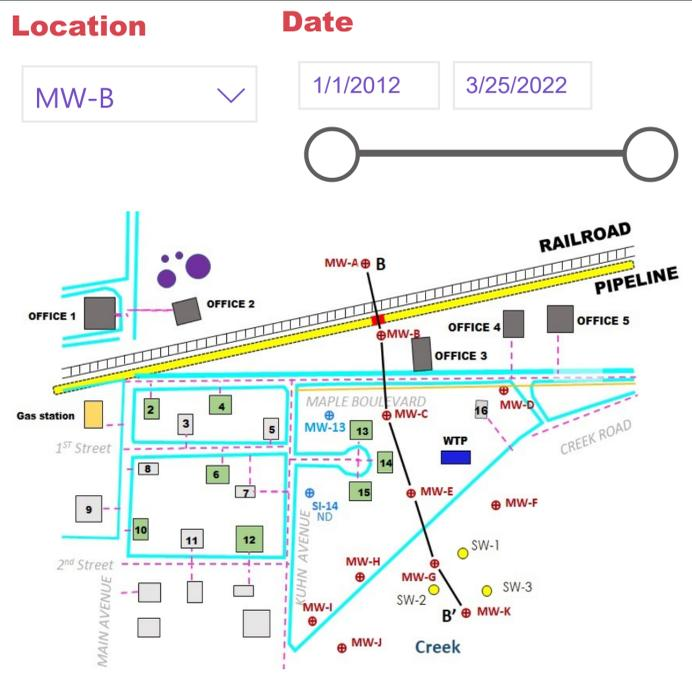 Location
Date
MW-B
1/1/2012
3/25/2022
RAILROAD
PIPELINE
MW-A
B
OFFICE 1
OFFICE 2
MW-B
OFFICE 4
OFFICE 5
OFFICE 3
Gas station
2
4
3
5
MAPLE BOULEVARD
MW-13
MW-C
16
MW-D
CREEK ROAD
1ST Street
13
WTP
8
6
14
7
15
MW-E
MW-F
SI-14
ND
9
10
11
12
KUHN AVENUE
SW-1
2nd Street
MW-H
MW-G
SW-2
SW-3
MAIN AVENUE
MW-I
B'
MW-K
MW-J
Creek